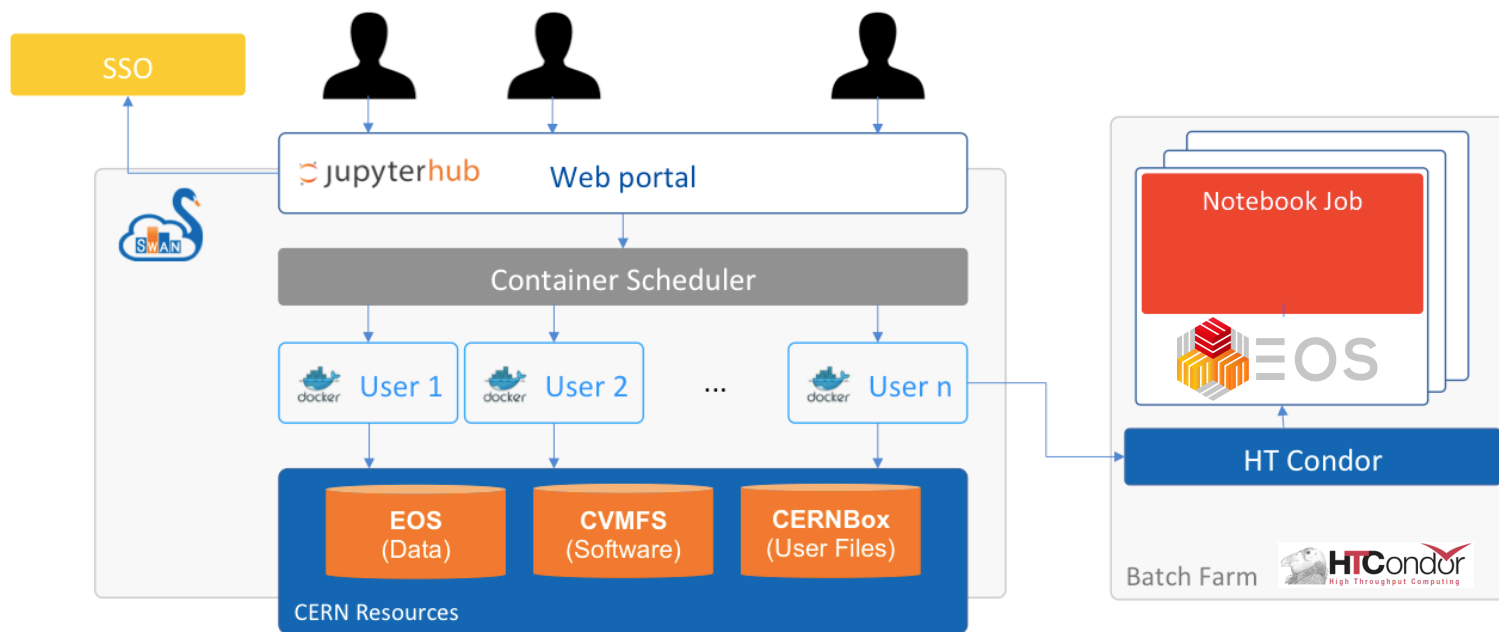 SSO
jupyterhub
Web portal
SWAN
Container Scheduler
docker
User 1
docker
User 2
...
docker
User n
EOS
(Data)
CVMFS
(Software)
CERNBox
(User Files)
CERN Resources
Notebook Job
EOS
HT Condor
Batch Farm
HTCondor
High Throughput Computing